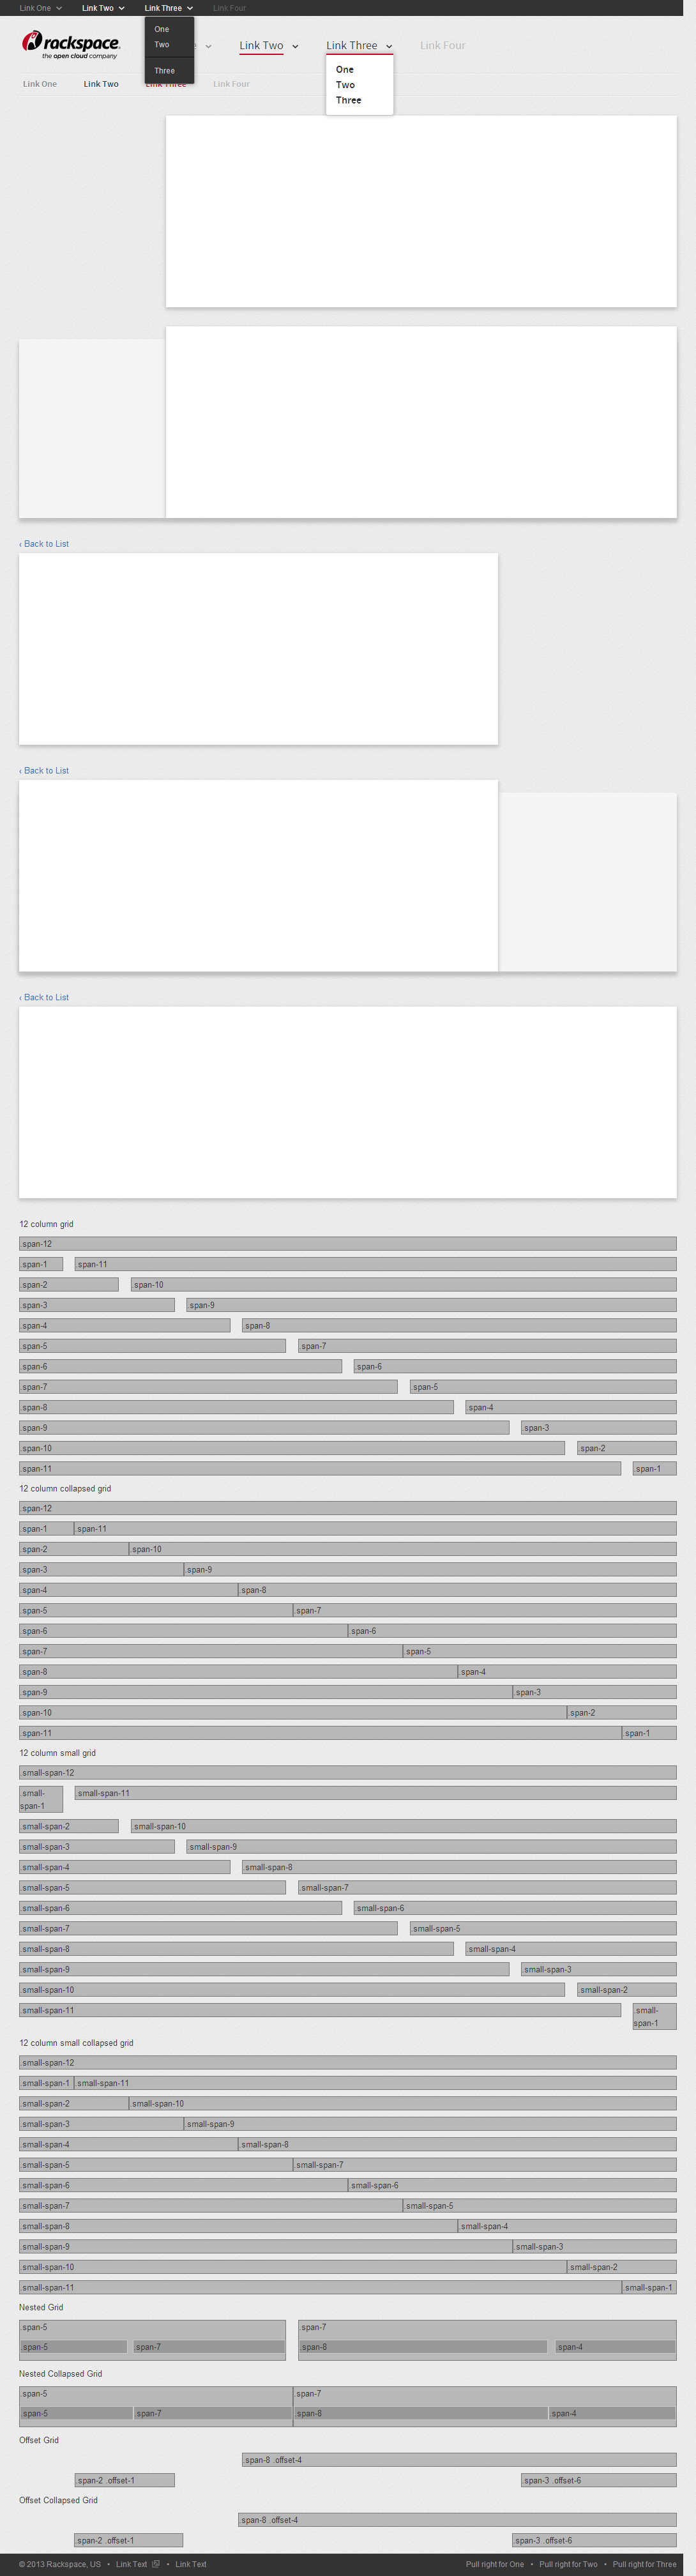 Link One Link Two Link Three Link Four
One
Two
Three
rackspace.
the open cloud company
Link Two Link Three Link Four
One
Two
Three
Link One Link Two Link Three Link Four
‹ Back to List
‹ Back to List
‹ Back to List
12 column grid
.span-12
.span-1 .span-11
.span-2 .span-10
.span-3 .span-9
.span-4 .span-8
.span-5 .span-7
.span-6 .span-6
.span-7 .span-5
.span-8 .span-4
.span-9 .span-3
.span-10 .span-2
.span-11 .span-1
12 column collapsed grid
.span-12
.span-1 .span-11
.span-2 .span-10
.span-3 .span-9
.span-4 .span-8
.span-5 .span-7
.span-6 .span-6
.span-7 .span-5
.span-8 .span-4
.span-9 .span-3
.span-10 .span-2
.span-11 .span-1
12 column small grid
.small-span-12
.small-
span-1 .small-span-11
.small-span-2 .small-span-10
.small-span-3 .small-span-9
.small-span-4 .small-span-8
.small-span-5 .small-span-7
.small-span-6 .small-span-6
.small-span-7 .small-span-5
.small-span-8 .small-span-4
.small-span-9 .small-span-3
.small-span-10 .small-span-2
.small-span-11 .small-
span-1
12 column small collapsed grid
.small-span-12
.small-span-1 .small-span-11
.small-span-2 .small-span-10
.small-span-3 .small-span-9
.small-span-4 .small-span-8
.small-span-5 .small-span-7
.small-span-6 .small-span-6
.small-span-7 .small-span-5
.small-span-8 .small-span-4
.small-span-9 .small-span-3
.small-span-10 .small-span-2
.small-span-11 .small-span-1
Nested Grid
.span-5 .span-7
.span-5 .span-7 .span-8 .span-4
Nested Collapsed Grid
.span-5 .span-7
.span-5 .span-7 .span-8 .span-4
Offset Grid
.span-8 .offset-4
.span-2 .offset-1 .span-3 .offset-6
Offset Collapsed Grid
.span-8 .offset-4
.span-2 .offset-1 .span-3 .offset-6
© 2013 Rackspace, US • Link Text • Link Text Pull right for One • Pull right for Two • Pull right for Three